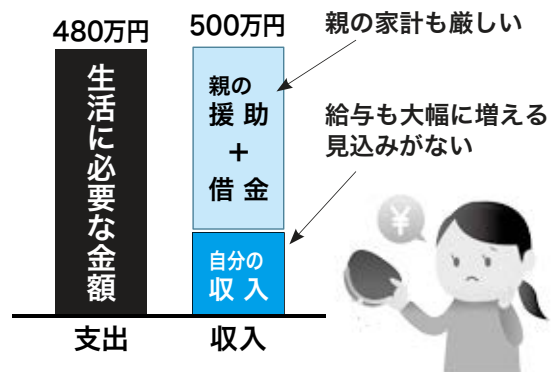 480万円
500万円
親の家計も厳しい
生活に必要な金額
親の
援助
＋
借金
給与も大幅に増える
見込みがない
自分の
収入
¥
支出
収入